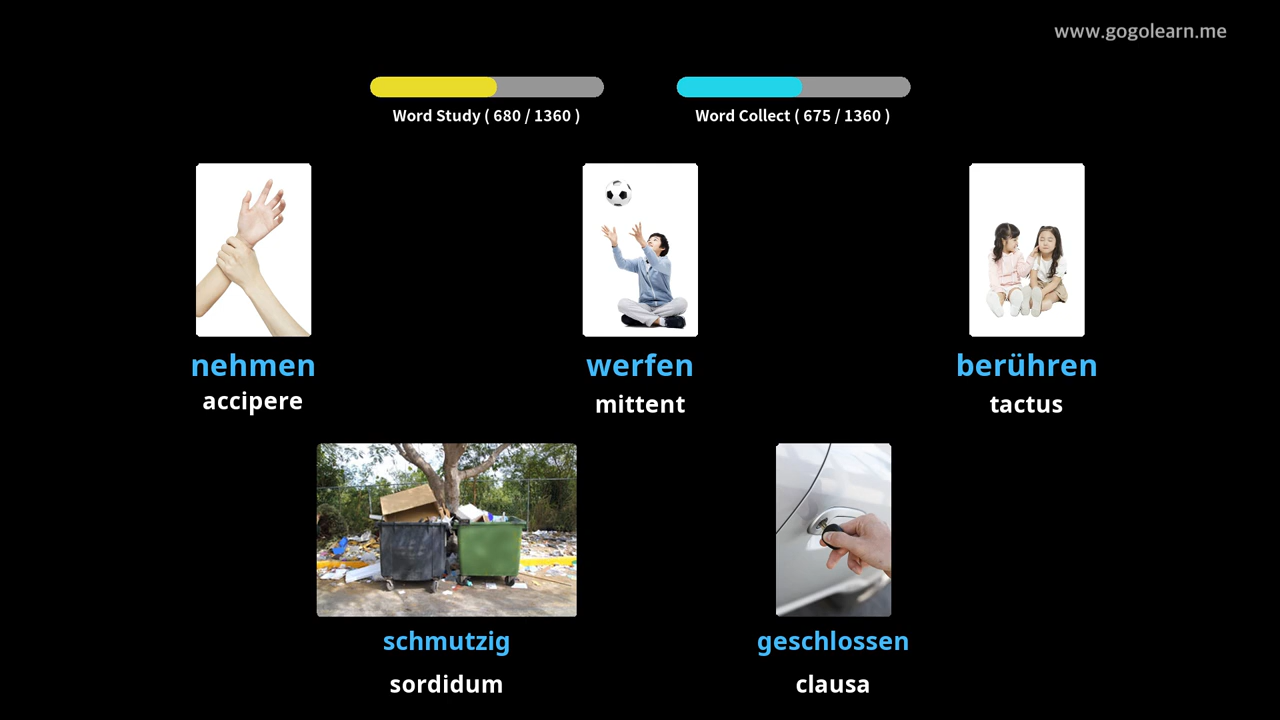 www.gogolearn.me
Word Study ( 680 / 1360 )
Word Collect ( 675 / 1360 )
nehmen
accipere
werfen
mittent
berühren
tactus
schmutzig
sordidum
geschlossen
clausa